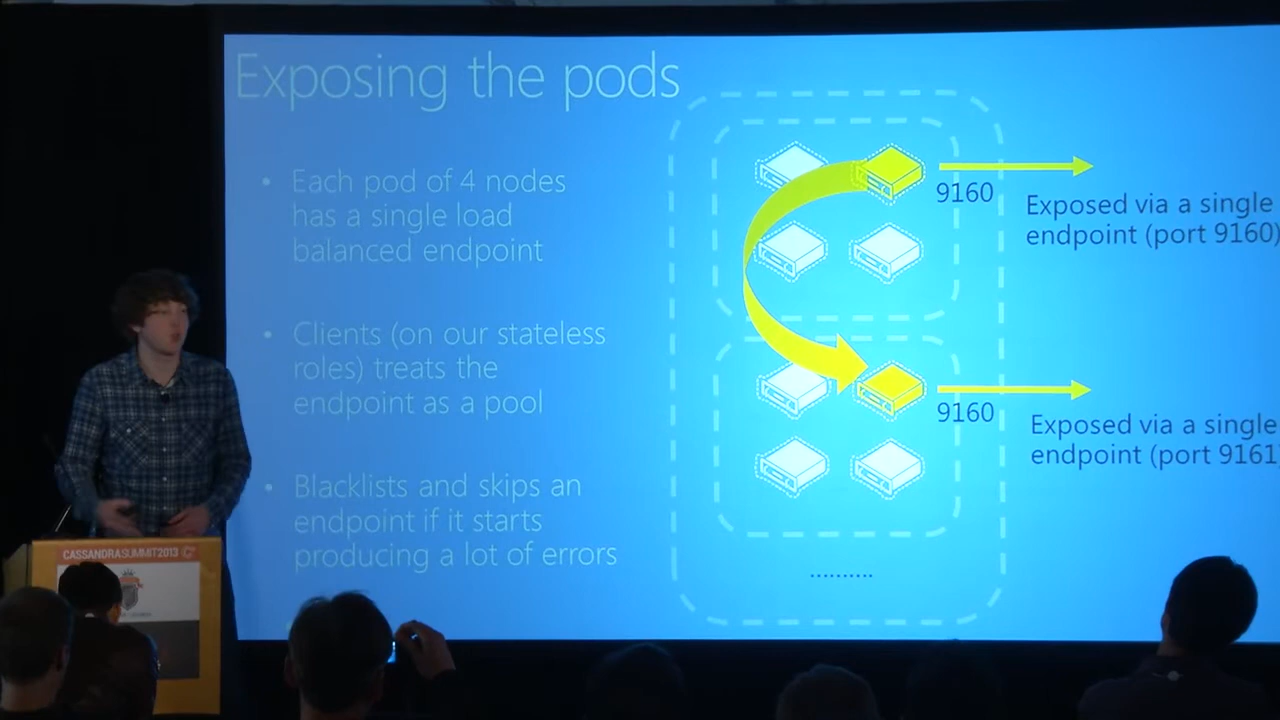 Exposing the pods
• Each pod of 4 nodes
has a single load
balanced endpoint
• Clients (on our stateless
roles) treats the
endpoint as a pool
• Blacklists and skips an
endpoint if it starts
producing a lot of errors
9160
Exposed via a single
endpoint (port 9160)
9160
Exposed via a single
endpoint (port 9161
..........
CASSANDRASUMMIT2013